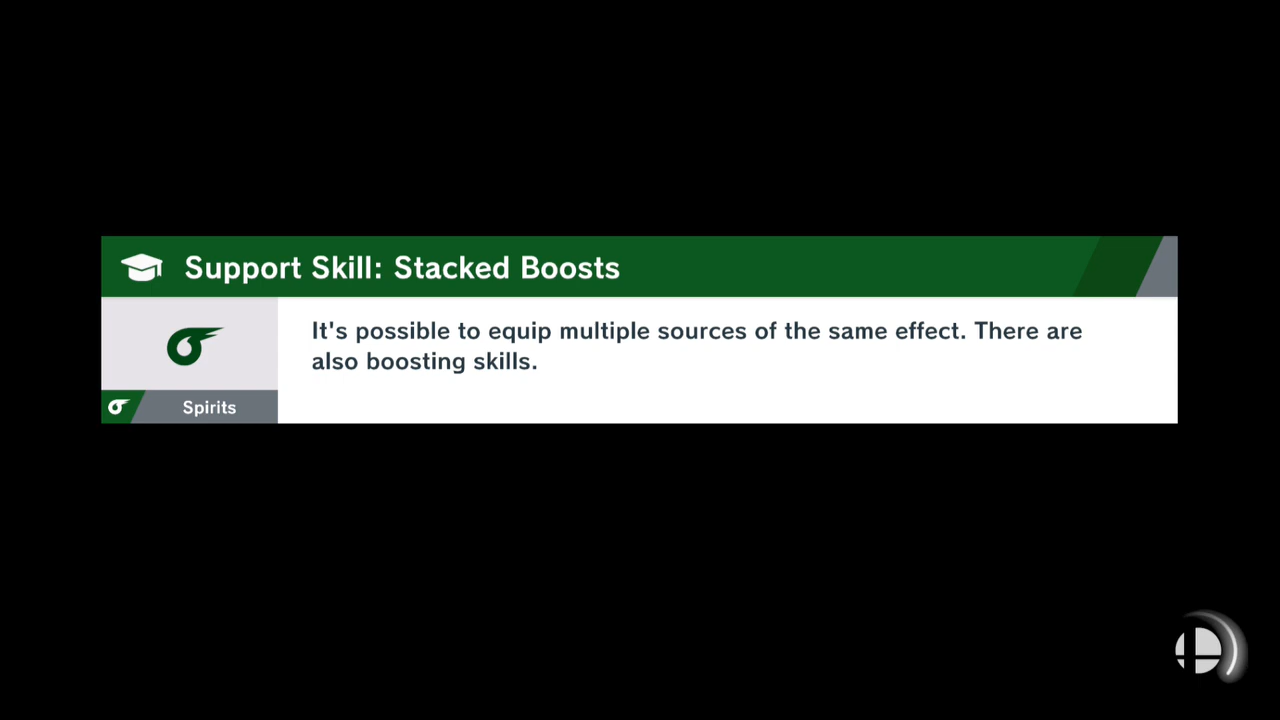 Support Skill: Stacked Boosts
It's possible to equip multiple sources of the same effect. There are
also boosting skills.
Spirits